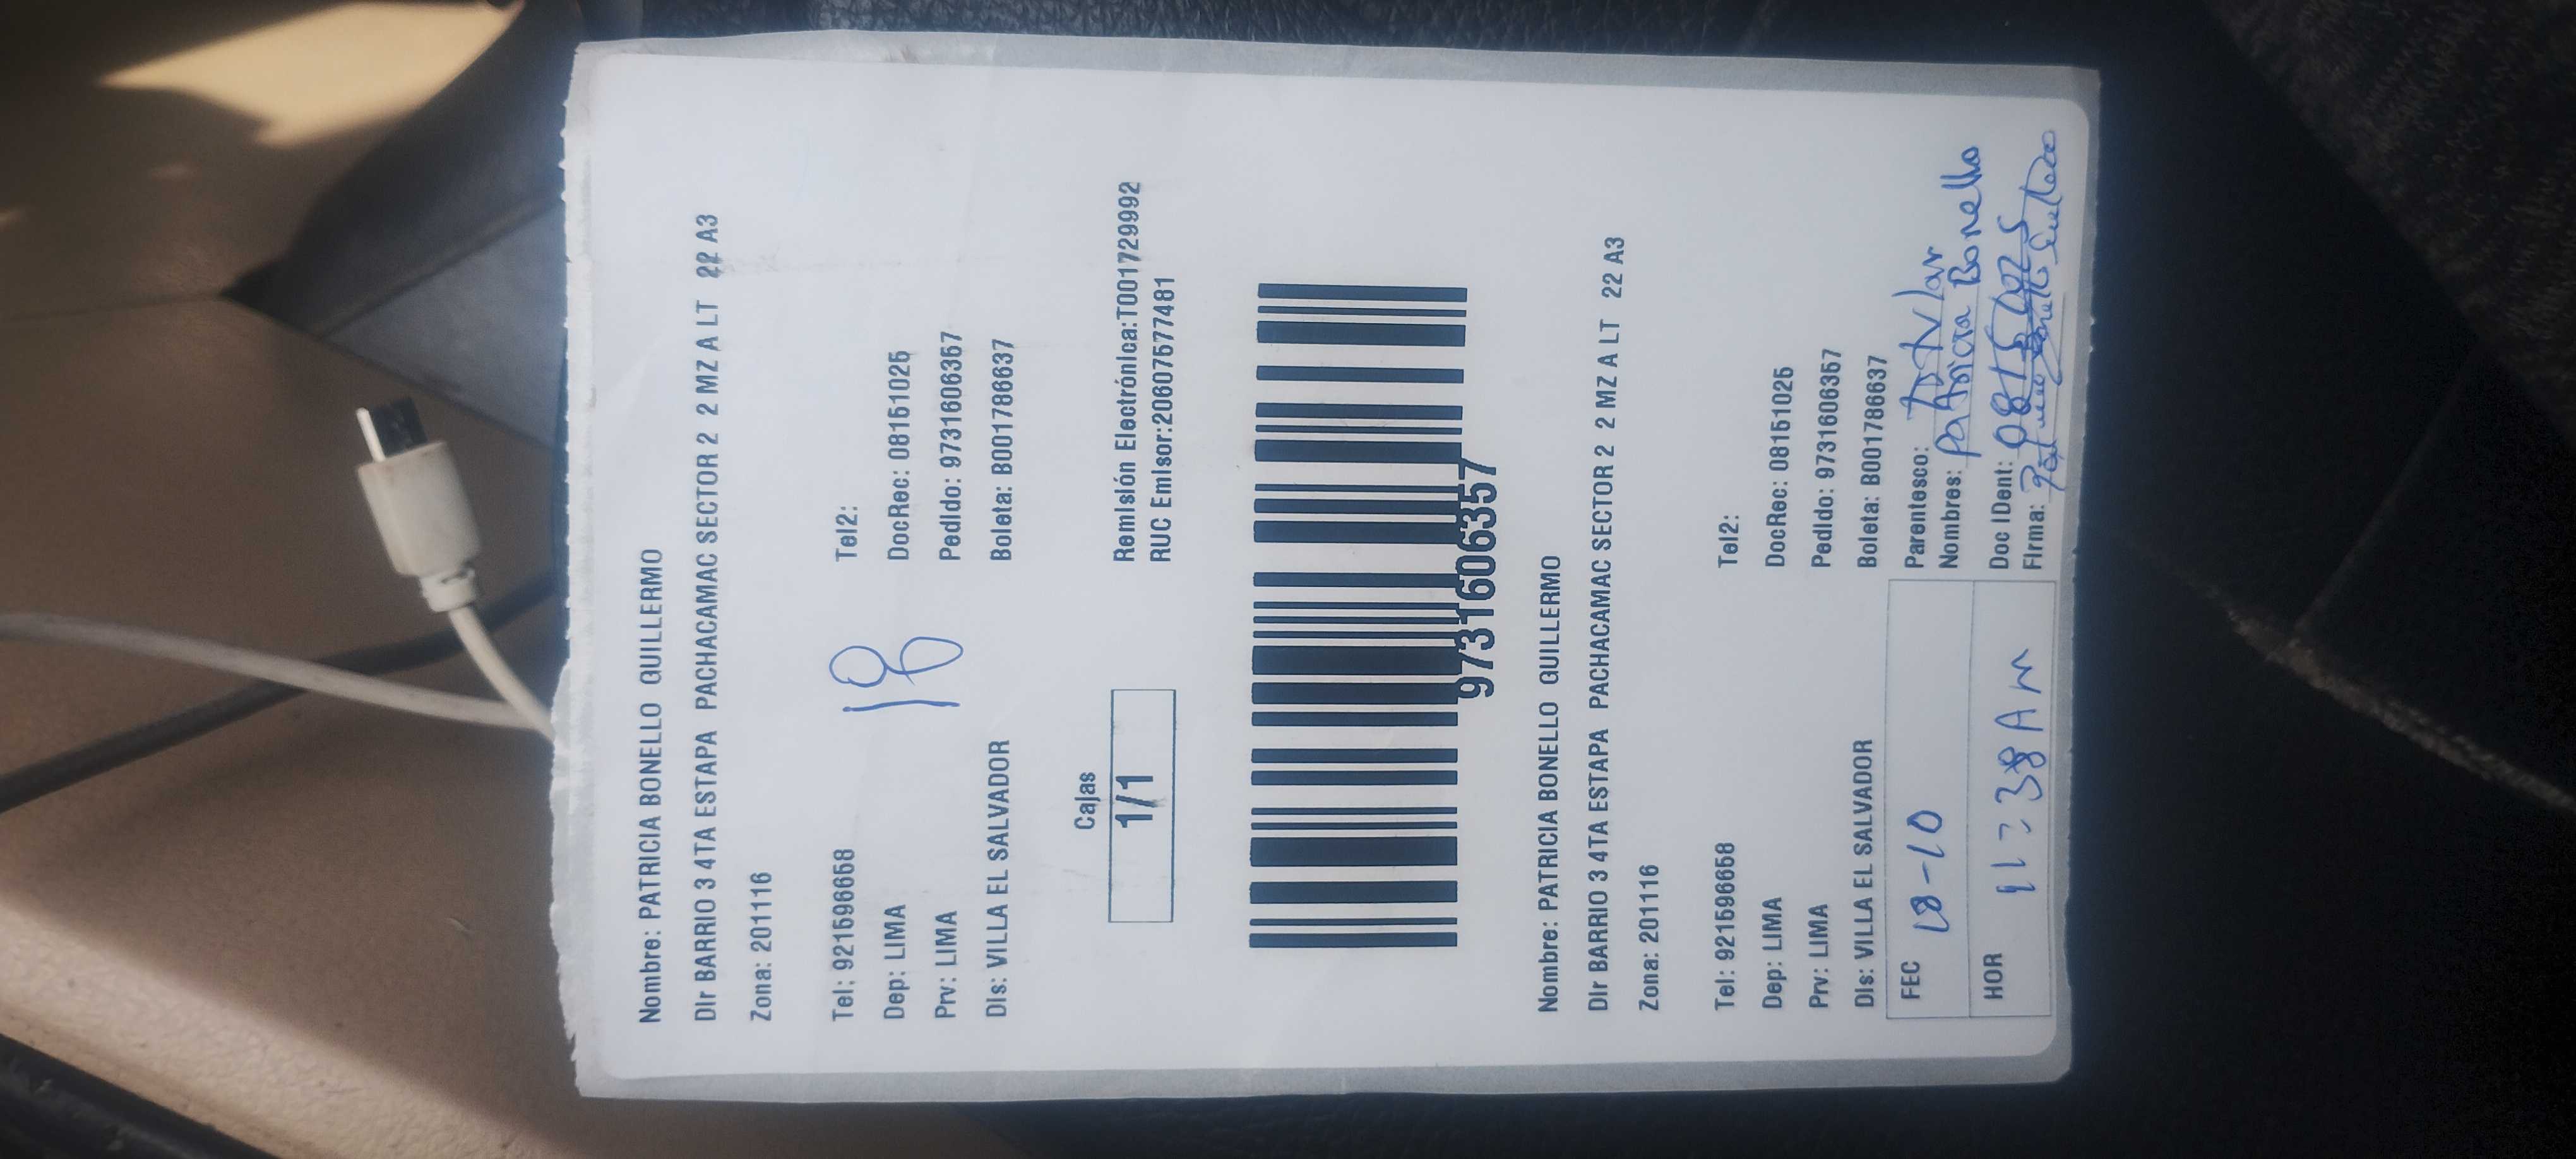 Nombre: PATRICIA BONELLO GUILLERMO
Dir BARRIO 3 4TA ESTAPA PACHACAMAC SECTOR 2 2 MZ A LT 22 A3
Zona: 201116
Tel: 921596658 Tel2:
Dep: LIMA DocRec: 08151025
Prv: LIMA Pedido: 9731606357
Dis: VILLA EL SALVADOR Boleta: B001786637
18
Cajas
1/1
Remisión Electrónica:T001729992
RUC Emisor:20607577481
9731606357
Nombre: PATRICIA BONELLO GUILLERMO
Dir BARRIO 3 4TA ESTAPA PACHACAMAC SECTOR 2 2 MZ A LT 22 A3
Zona: 201116
Tel: 921596658 Tel2:
Dep: LIMA DocRec: 08151025
Prv: LIMA Pedido: 9731606357
Dis: VILLA EL SALVADOR Boleta: B001786637
FEC 18-10
HOR 11:38 AM
Parentesco:
Nombres: Patricia Bonello
Doc IDent: 08151025
Firma: